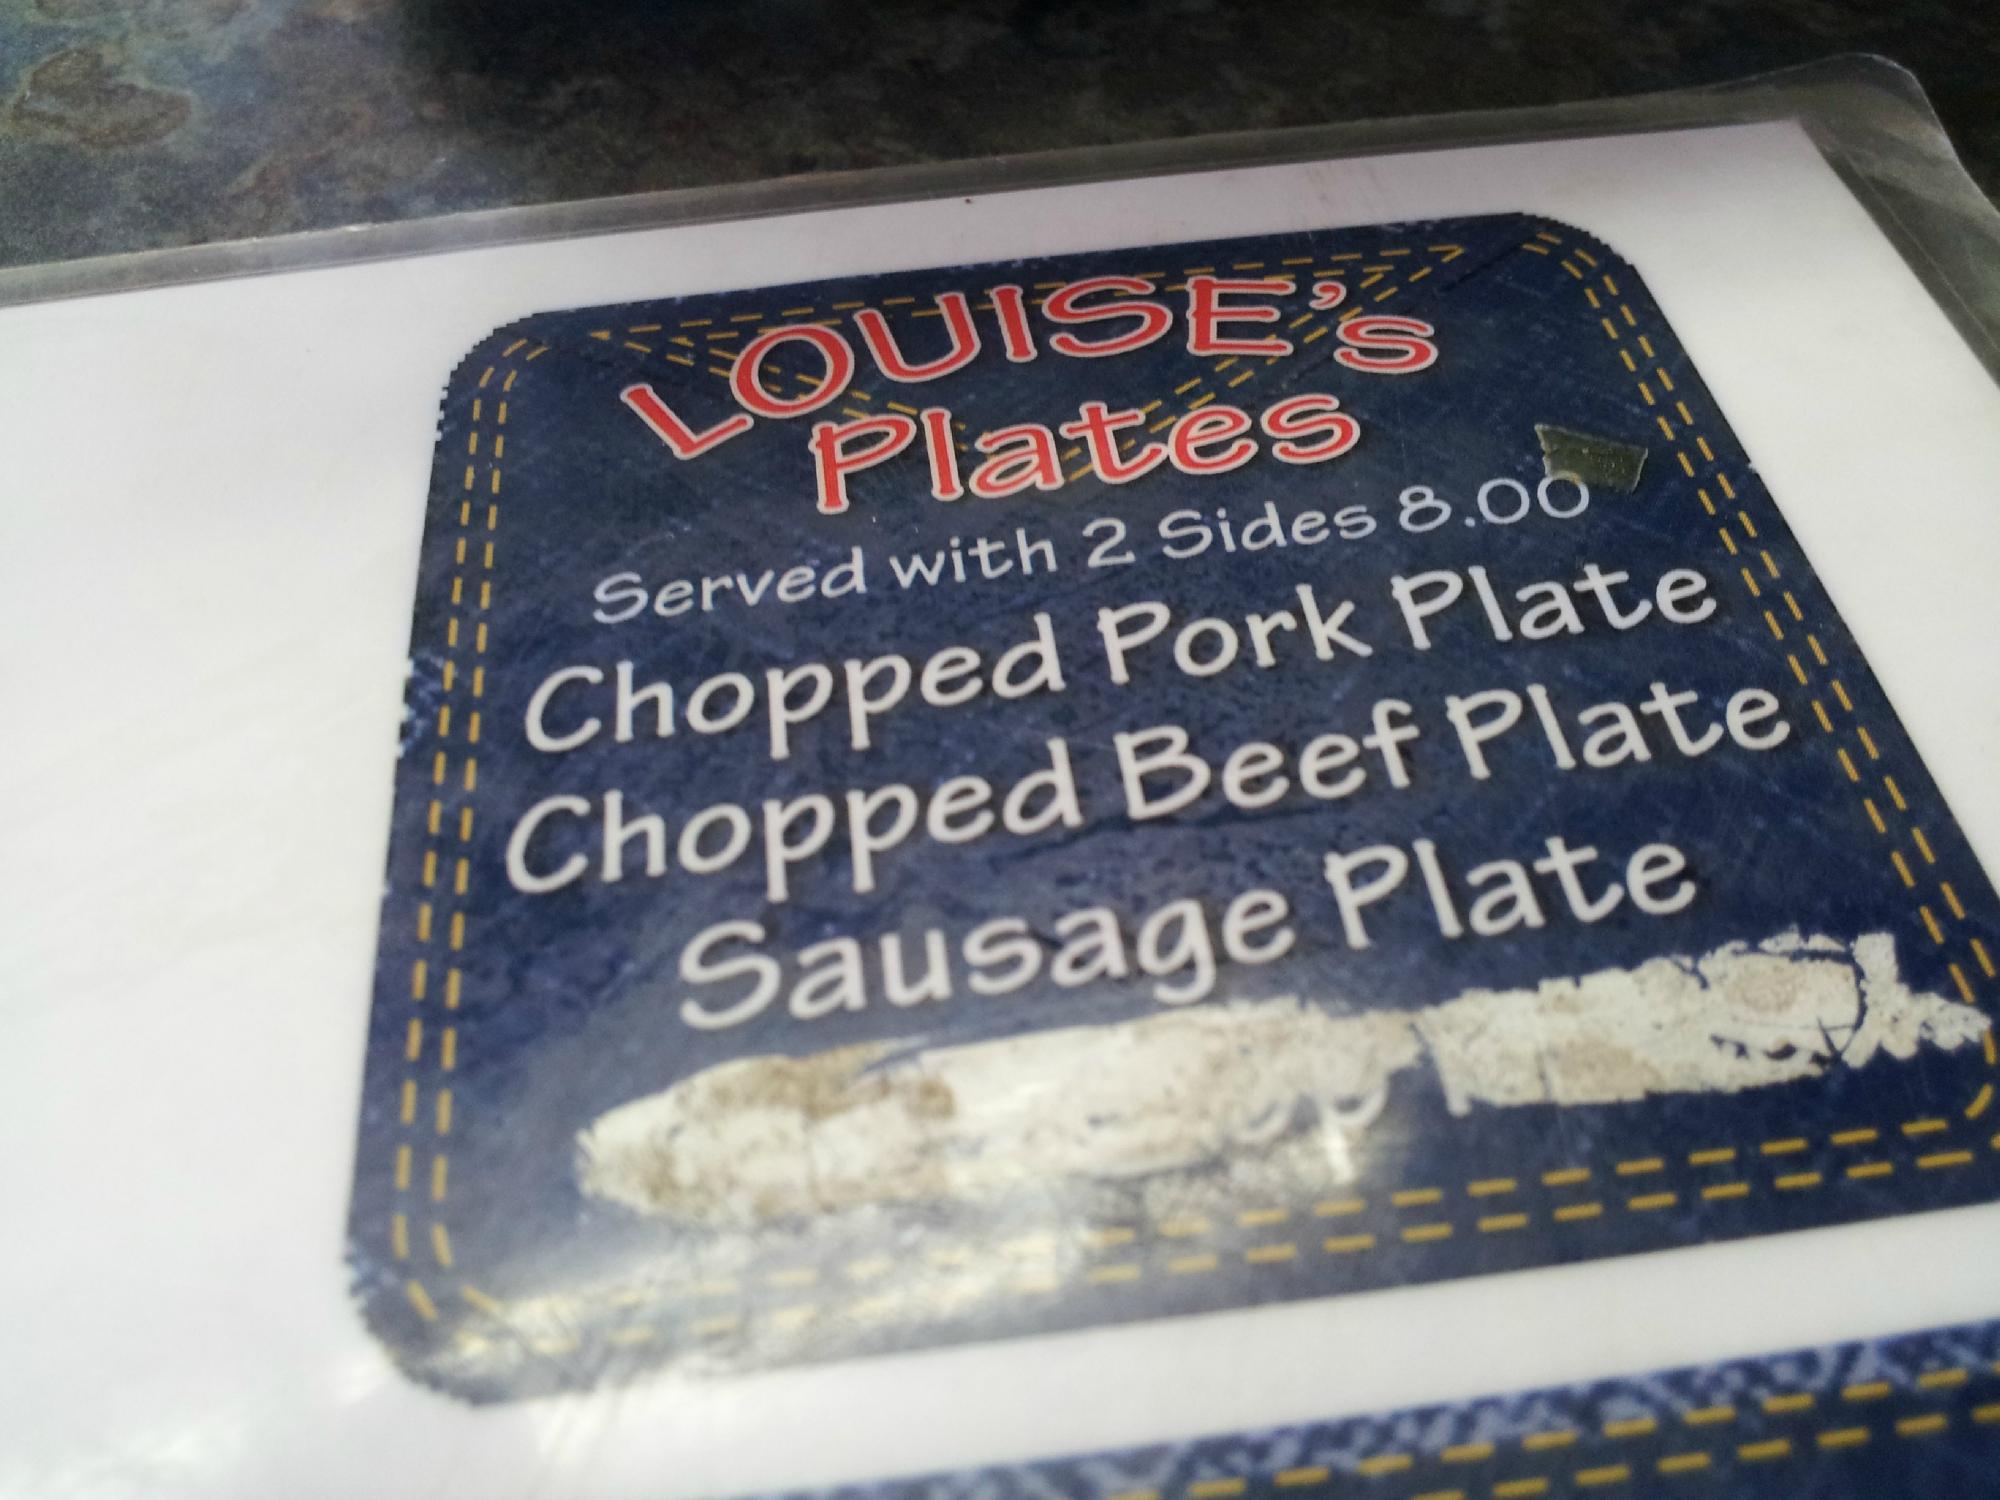 LOUISE's
Plates
Served with 2 Sides 8.00
Chopped Pork Plate
Chopped Beef Plate
Sausage Plate